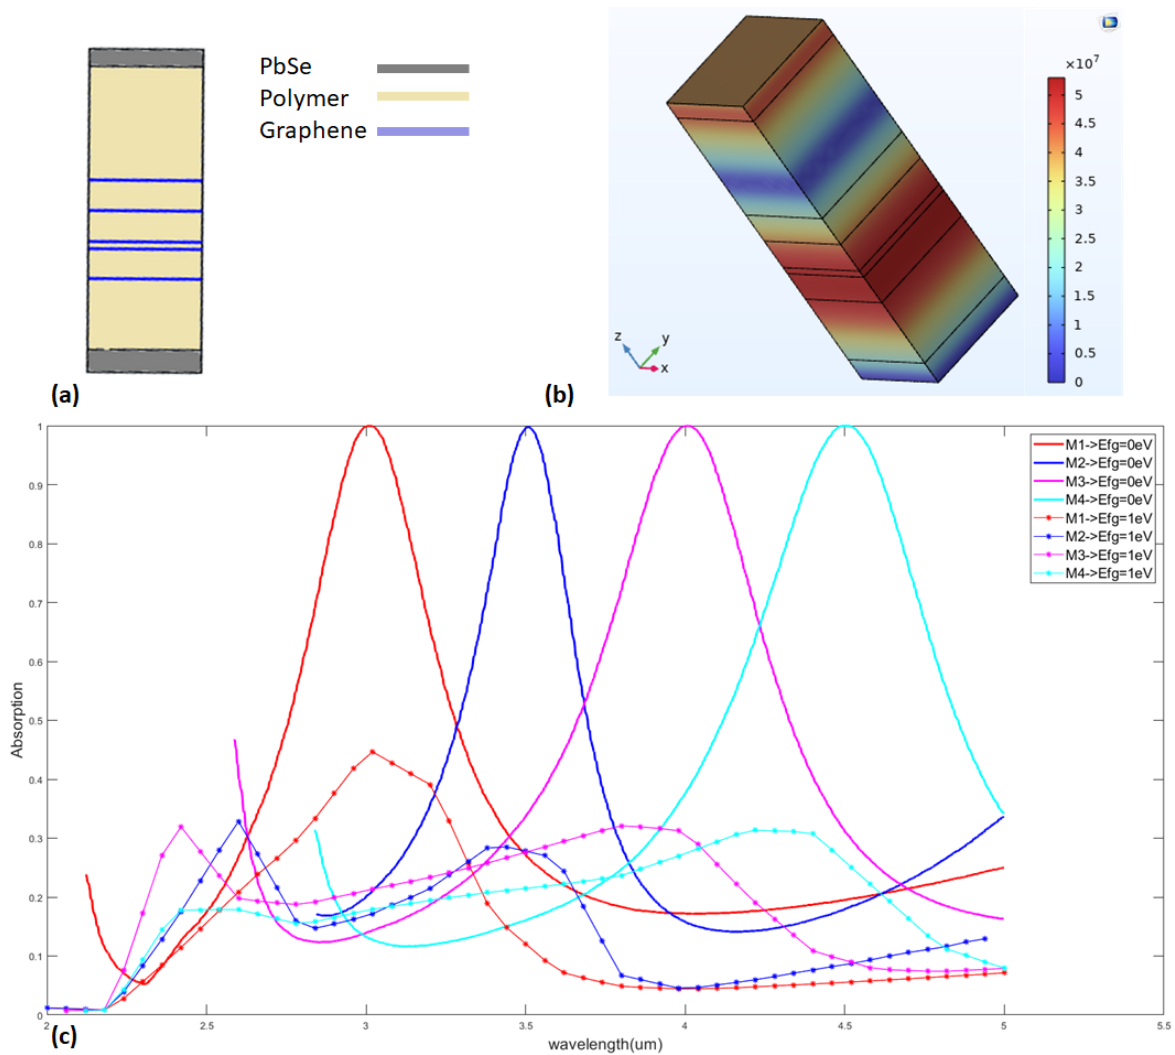 PbSe
Polymer
Graphene
(a)
×10⁷
5
4.5
4
3.5
3
2.5
2
1.5
1
0.5
0
z
y
x
(b)
M1->Efg=0eV
M2->Efg=0eV
M3->Efg=0eV
M4->Efg=0eV
M1->Efg=1eV
M2->Efg=1eV
M3->Efg=1eV
M4->Efg=1eV
Absorption
1
0.9
0.8
0.7
0.6
0.5
0.4
0.3
0.2
0.1
0
2 2.5 3 3.5 4 4.5 5 5.5
(c)
wavelength(um)